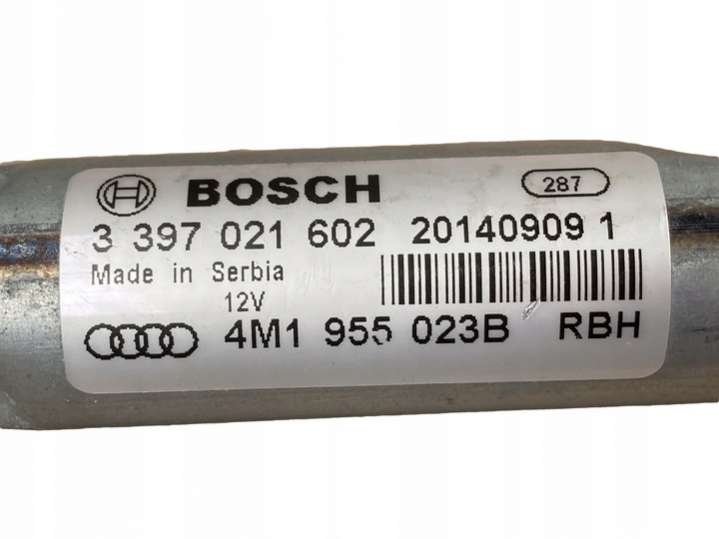 BOSCH 287
3 397 021 602 20140909 1
Made in Serbia
12V
4M1 955 023B RBH